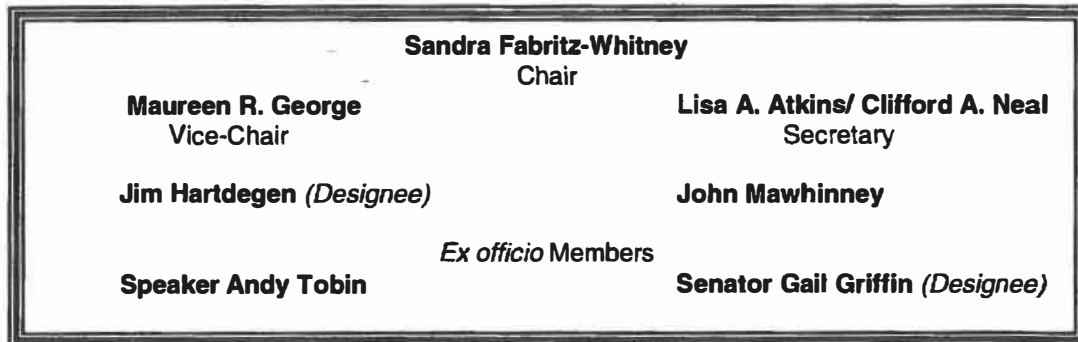 Sandra Fabritz-Whitney
Chair
Maureen R. George Lisa A. Atkins/ Clifford A. Neal
Vice-Chair Secretary
Jim Hartdegen (Designee) John Mawhinney
Ex officio Members
Speaker Andy Tobin Senator Gail Griffin (Designee)